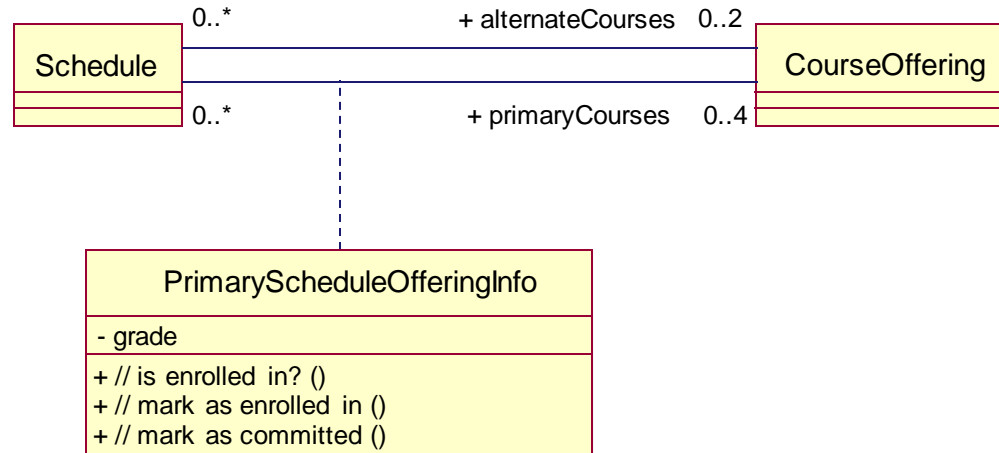 0..* + alternateCourses 0..2
Schedule CourseOffering
0..* + primaryCourses 0..4
PrimaryScheduleOfferingInfo
- grade
+ // is enrolled in? ()
+ // mark as enrolled in ()
+ // mark as committed ()